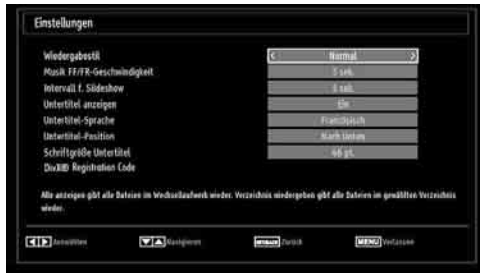 Einstellungen
Wiedergabestil < Normal >
Musik FF/FR-Geschwindigkeit 5 sek.
Intervall f. Slideshow 5 sek.
Untertitel anzeigen Ein
Untertitel-Sprache Französisch
Untertitel-Position Nach Unten
Schriftgröße Untertitel 46 pt.
DivX® Registration Code
Alle anzeigen gibt alle Dateien im Wechsellaufwerk wieder. Verzeichnis wiedergeben gibt alle Dateien im gewählten Verzeichnis
wieder.
Auswählen Navigieren Zurück MENU Verlassen